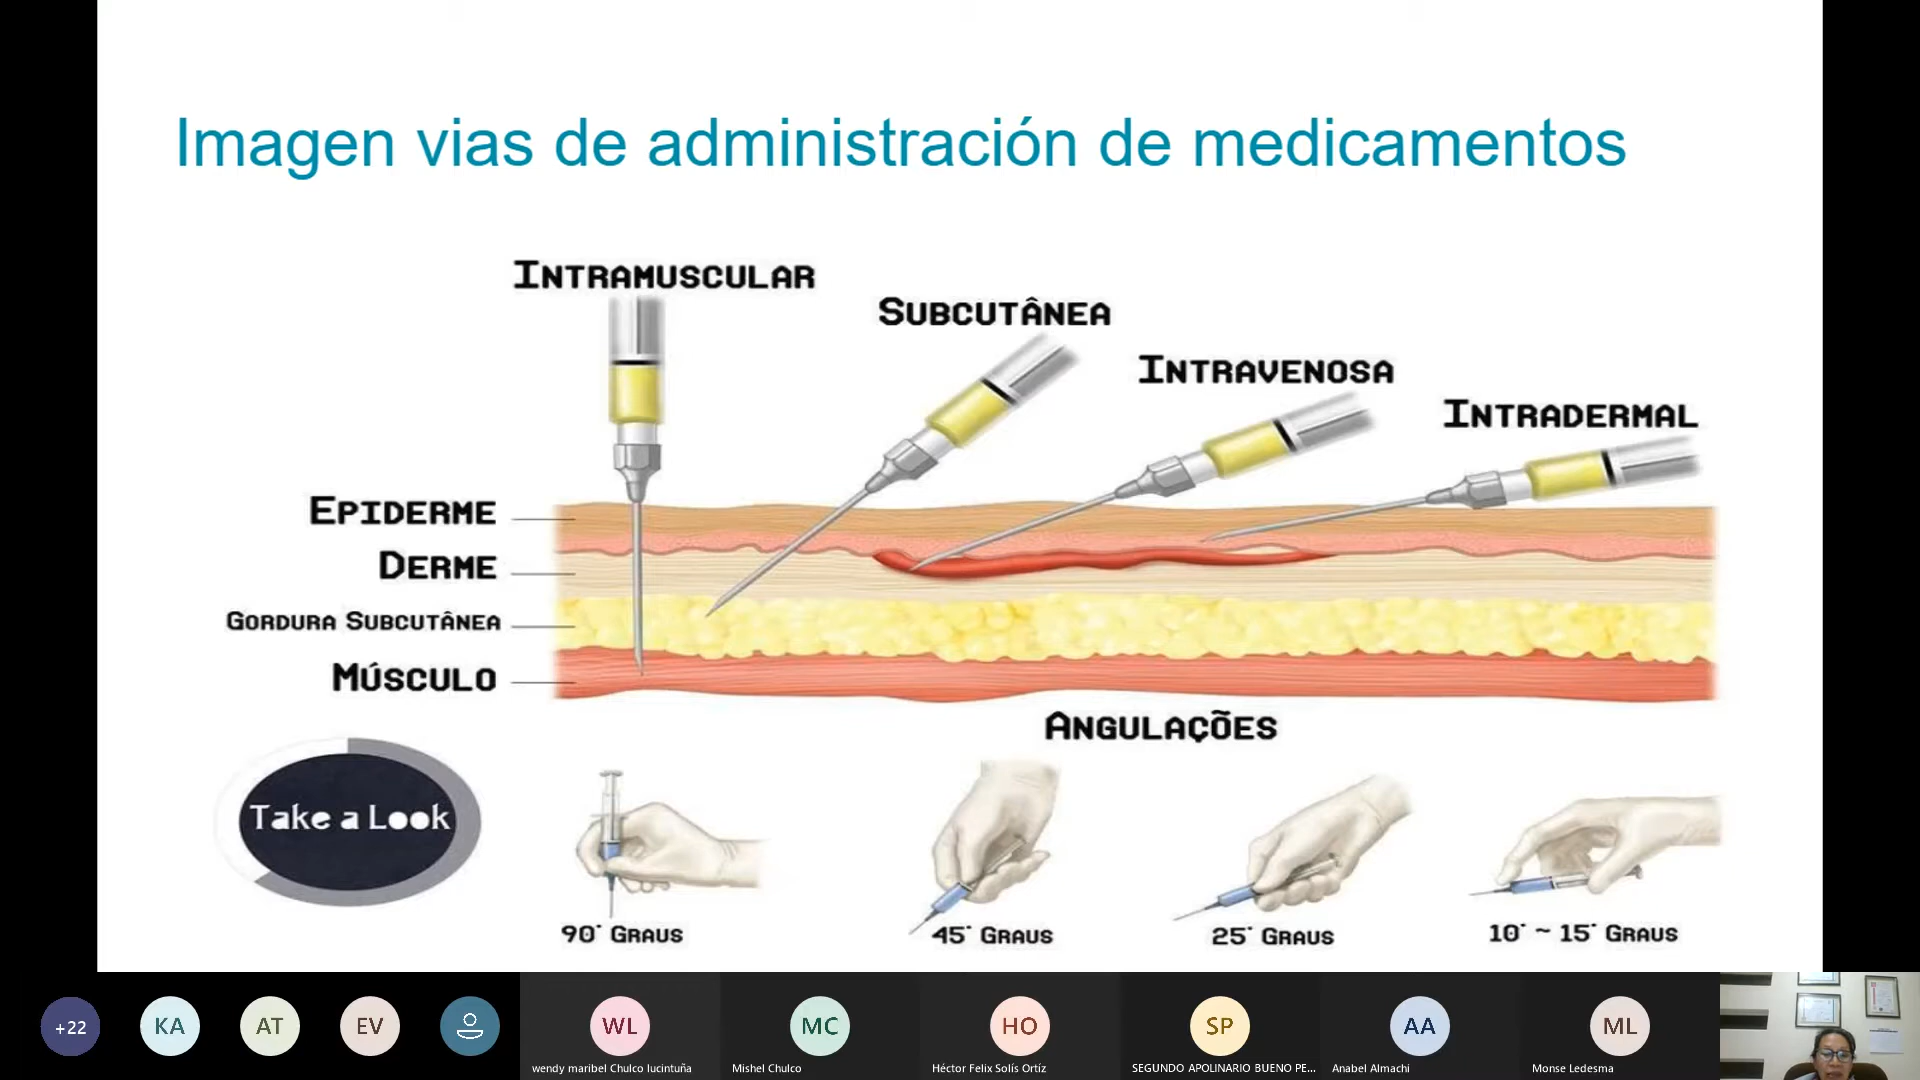 Imagen vias de administración de medicamentos
INTRAMUSCULAR
SUBCUTÂNEA
INTRAVENOSA
INTRADERMAL
EPIDERME
DERME
GORDURA SUBCUTÂNEA
MÚSCULO
ANGULAÇÕES
Take a Look
90° GRAUS
45° GRAUS
25° GRAUS
10° ~ 15° GRAUS
+22
KA
AT
EV
WL
MC
HO
SP
AA
ML
wendy maribel Chulco lucintuña
Mishel Chulco
Héctor Felix Solís Ortíz
SEGUNDO APOLINARIO BUENO PE...
Anabel Almachi
Monse Ledesma